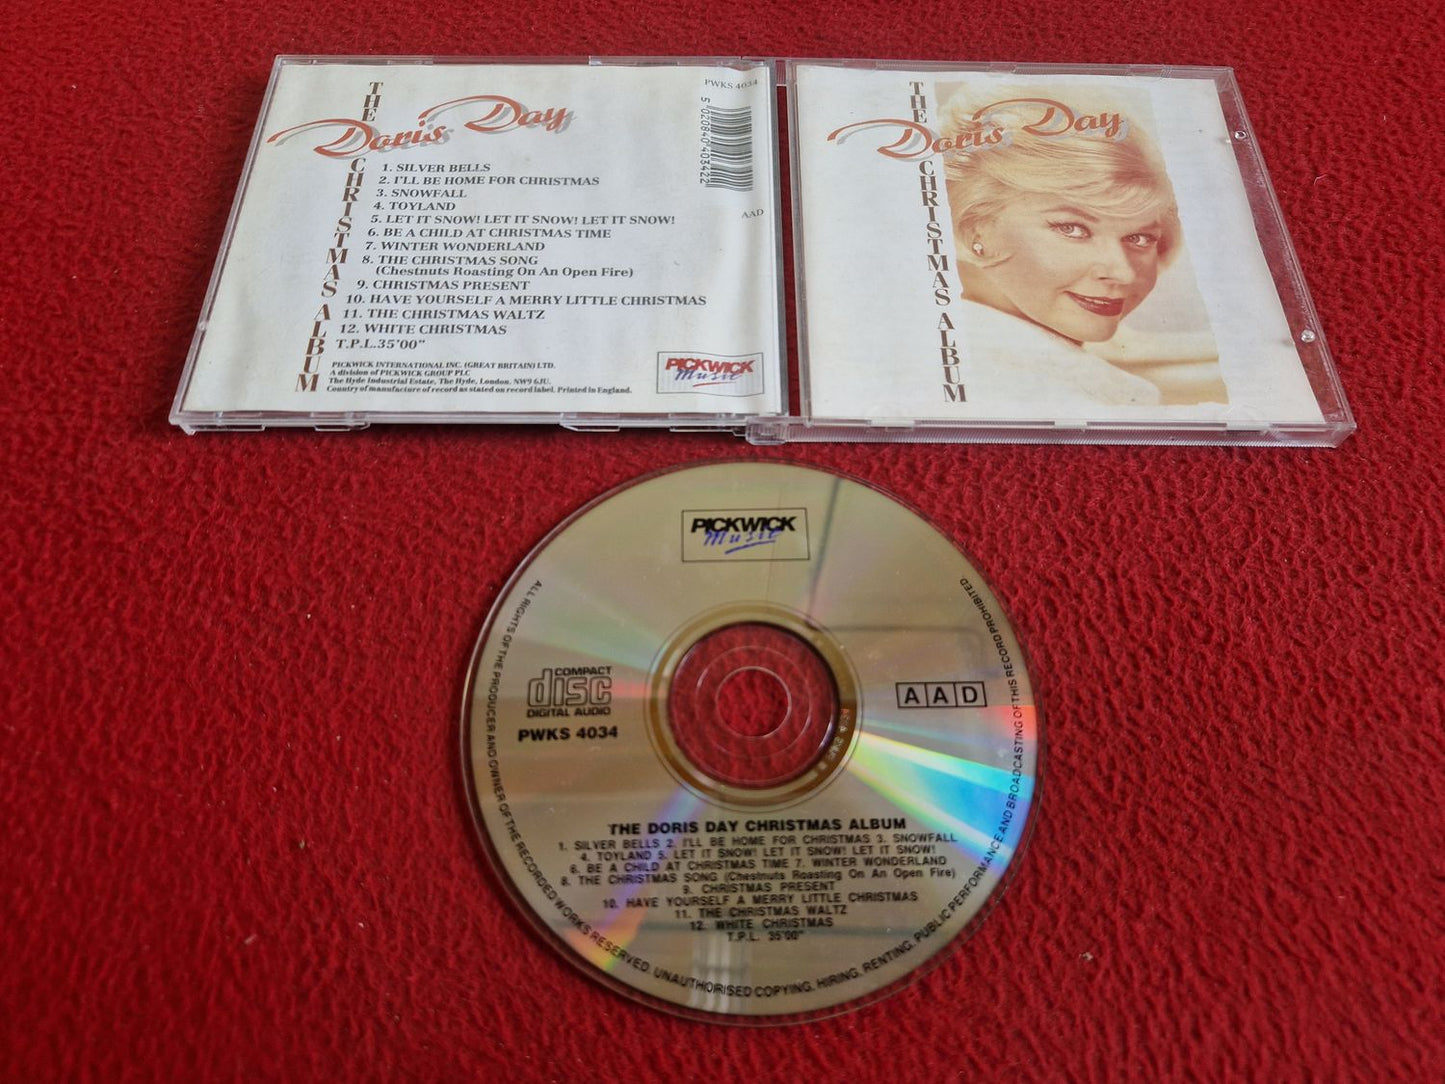 THE CHRISTMAS ALBUM
Doris Day
PWKS 4034
5 020840 403422
AAD
1. SILVER BELLS
2. I'LL BE HOME FOR CHRISTMAS
3. SNOWFALL
4. TOYLAND
5. LET IT SNOW! LET IT SNOW! LET IT SNOW!
6. BE A CHILD AT CHRISTMAS TIME
7. WINTER WONDERLAND
8. THE CHRISTMAS SONG
(Chestnuts Roasting On An Open Fire)
9. CHRISTMAS PRESENT
10. HAVE YOURSELF A MERRY LITTLE CHRISTMAS
11. THE CHRISTMAS WALTZ
12. WHITE CHRISTMAS
T.P.L.35'00"
PICKWICK INTERNATIONAL INC. (GREAT BRITAIN) LTD.
A division of PICKWICK GROUP PLC
The Hyde Industrial Estate, The Hyde, London. NW9 6JU.
Country of manufacture of record as stated on record label. Printed in England.
PICKWICK
Music
THE CHRISTMAS ALBUM
Doris Day
PICKWICK
Music
COMPACT
disc
DIGITAL AUDIO
PWKS 4034
AAD
THE DORIS DAY CHRISTMAS ALBUM
1. SILVER BELLS 2. I'LL BE HOME FOR CHRISTMAS 3. SNOWFALL
4. TOYLAND 5. LET IT SNOW! LET IT SNOW! LET IT SNOW!
6. BE A CHILD AT CHRISTMAS TIME 7. WINTER WONDERLAND
8. THE CHRISTMAS SONG (Chestnuts Roasting On An Open Fire)
9. CHRISTMAS PRESENT
10. HAVE YOURSELF A MERRY LITTLE CHRISTMAS
11. THE CHRISTMAS WALTZ
12. WHITE CHRISTMAS
T.P.L. 35'00"
ALL RIGHTS OF THE PRODUCER AND OWNER OF THE RECORDED WORKS RESERVED. UNAUTHORISED COPYING, HIRING, RENTING, PUBLIC PERFORMANCE AND BROADCASTING OF THIS RECORD PROHIBITED